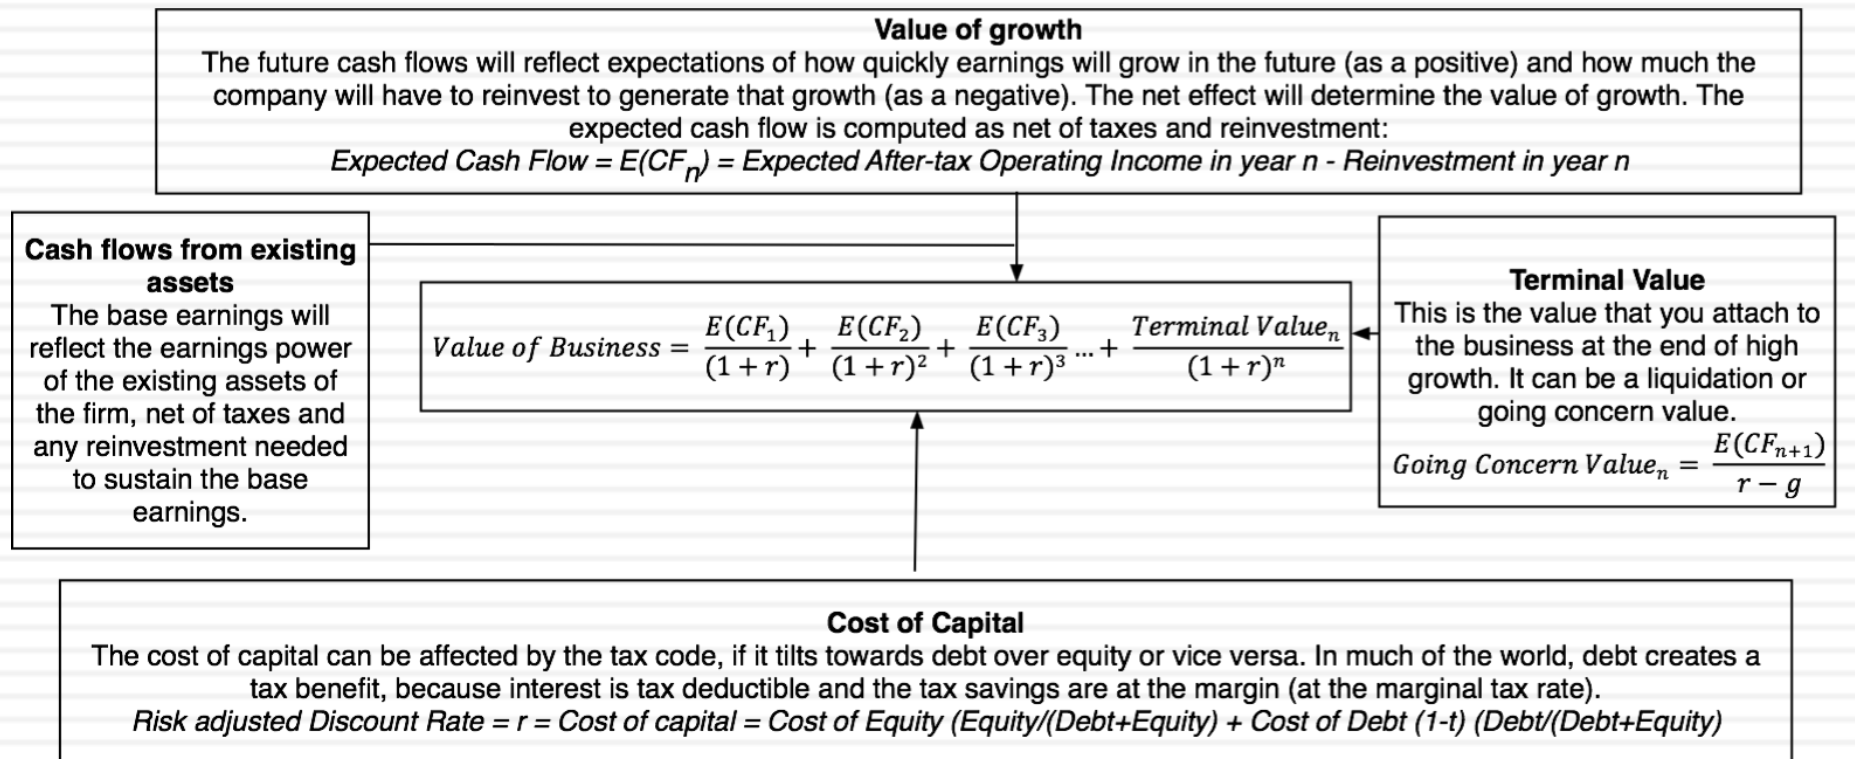 Value of growth
The future cash flows will reflect expectations of how quickly earnings will grow in the future (as a positive) and how much the
company will have to reinvest to generate that growth (as a negative). The net effect will determine the value of growth. The
expected cash flow is computed as net of taxes and reinvestment:
Expected Cash Flow = E(CFₙ) = Expected After-tax Operating Income in year n - Reinvestment in year n
Cash flows from existing
assets
The base earnings will
reflect the earnings power
of the existing assets of
the firm, net of taxes and
any reinvestment needed
to sustain the base
earnings.
Value of Business = E(CF₁)/(1+r) + E(CF₂)/(1+r)² + E(CF₃)/(1+r)³ ... + Terminal Valueₙ/(1+r)ⁿ
Terminal Value
This is the value that you attach to
the business at the end of high
growth. It can be a liquidation or
going concern value.
Going Concern Valueₙ = E(CFₙ₊₁)/r − g
Cost of Capital
The cost of capital can be affected by the tax code, if it tilts towards debt over equity or vice versa. In much of the world, debt creates a
tax benefit, because interest is tax deductible and the tax savings are at the margin (at the marginal tax rate).
Risk adjusted Discount Rate = r = Cost of capital = Cost of Equity (Equity/(Debt+Equity) + Cost of Debt (1-t) (Debt/(Debt+Equity)